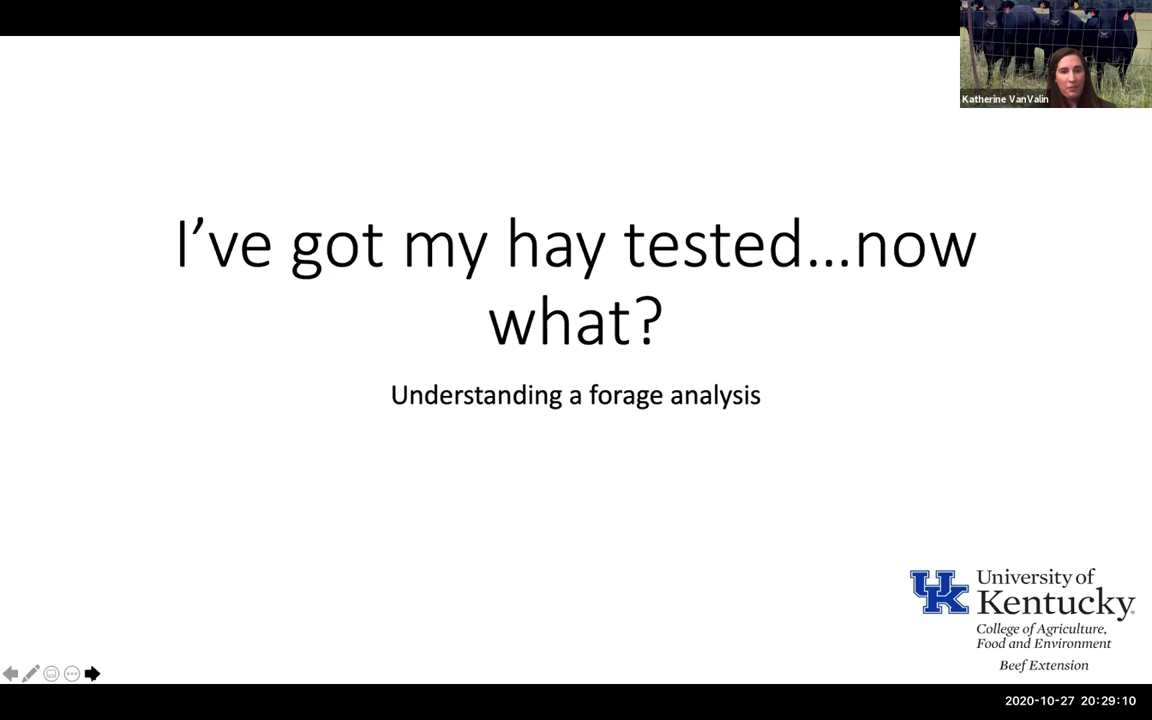 Katherine VanValin
I’ve got my hay tested…now
what?
Understanding a forage analysis
UK
University of
Kentucky®
College of Agriculture,
Food and Environment
Beef Extension
2020-10-27 20:29:10